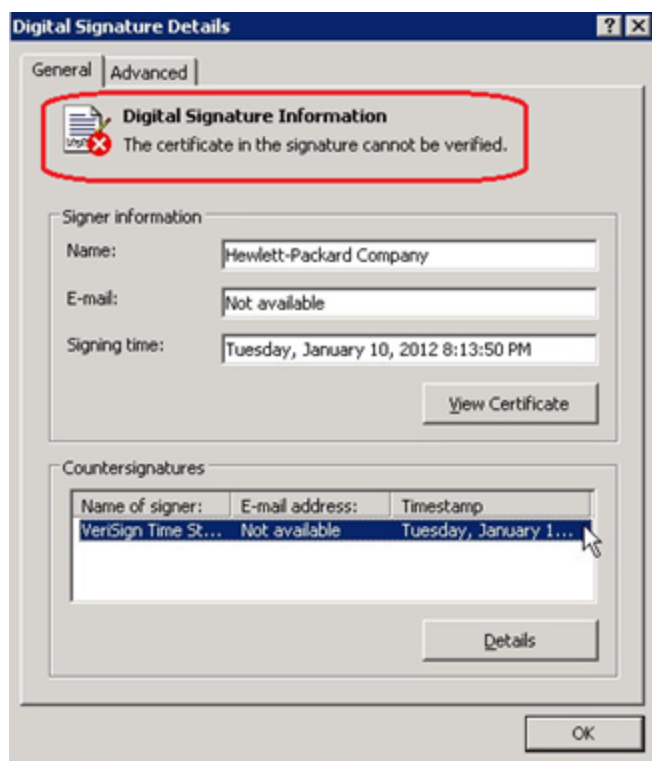 Digital Signature Details
General Advanced
Digital Signature Information
The certificate in the signature cannot be verified.
Signer information
Name: Hewlett-Packard Company
E-mail: Not available
Signing time: Tuesday, January 10, 2012 8:13:50 PM
View Certificate
Countersignatures
Name of signer: E-mail address: Timestamp
VeriSign Time St... Not available Tuesday, January 1...
Details
OK